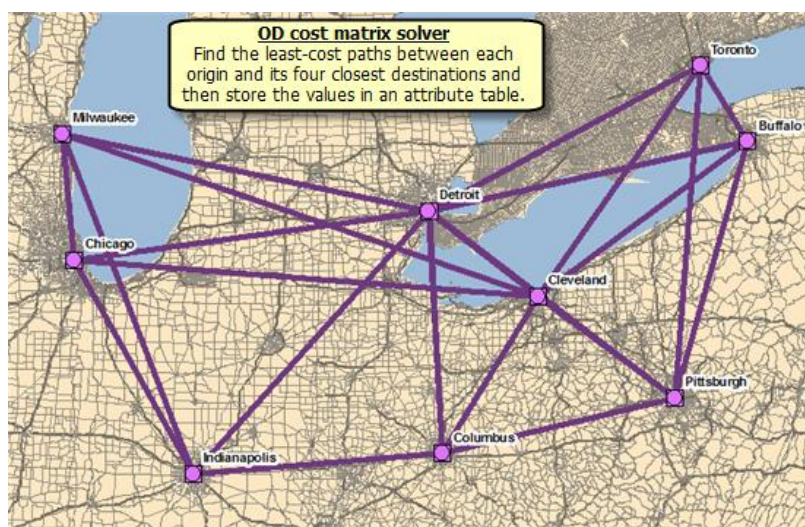 OD cost matrix solver
Find the least-cost paths between each
origin and its four closest destinations and
then store the values in an attribute table.
Toronto
Milwaukee
Buffalo
Detroit
Chicago
Cleveland
Pittsburgh
Columbus
Indianapolis